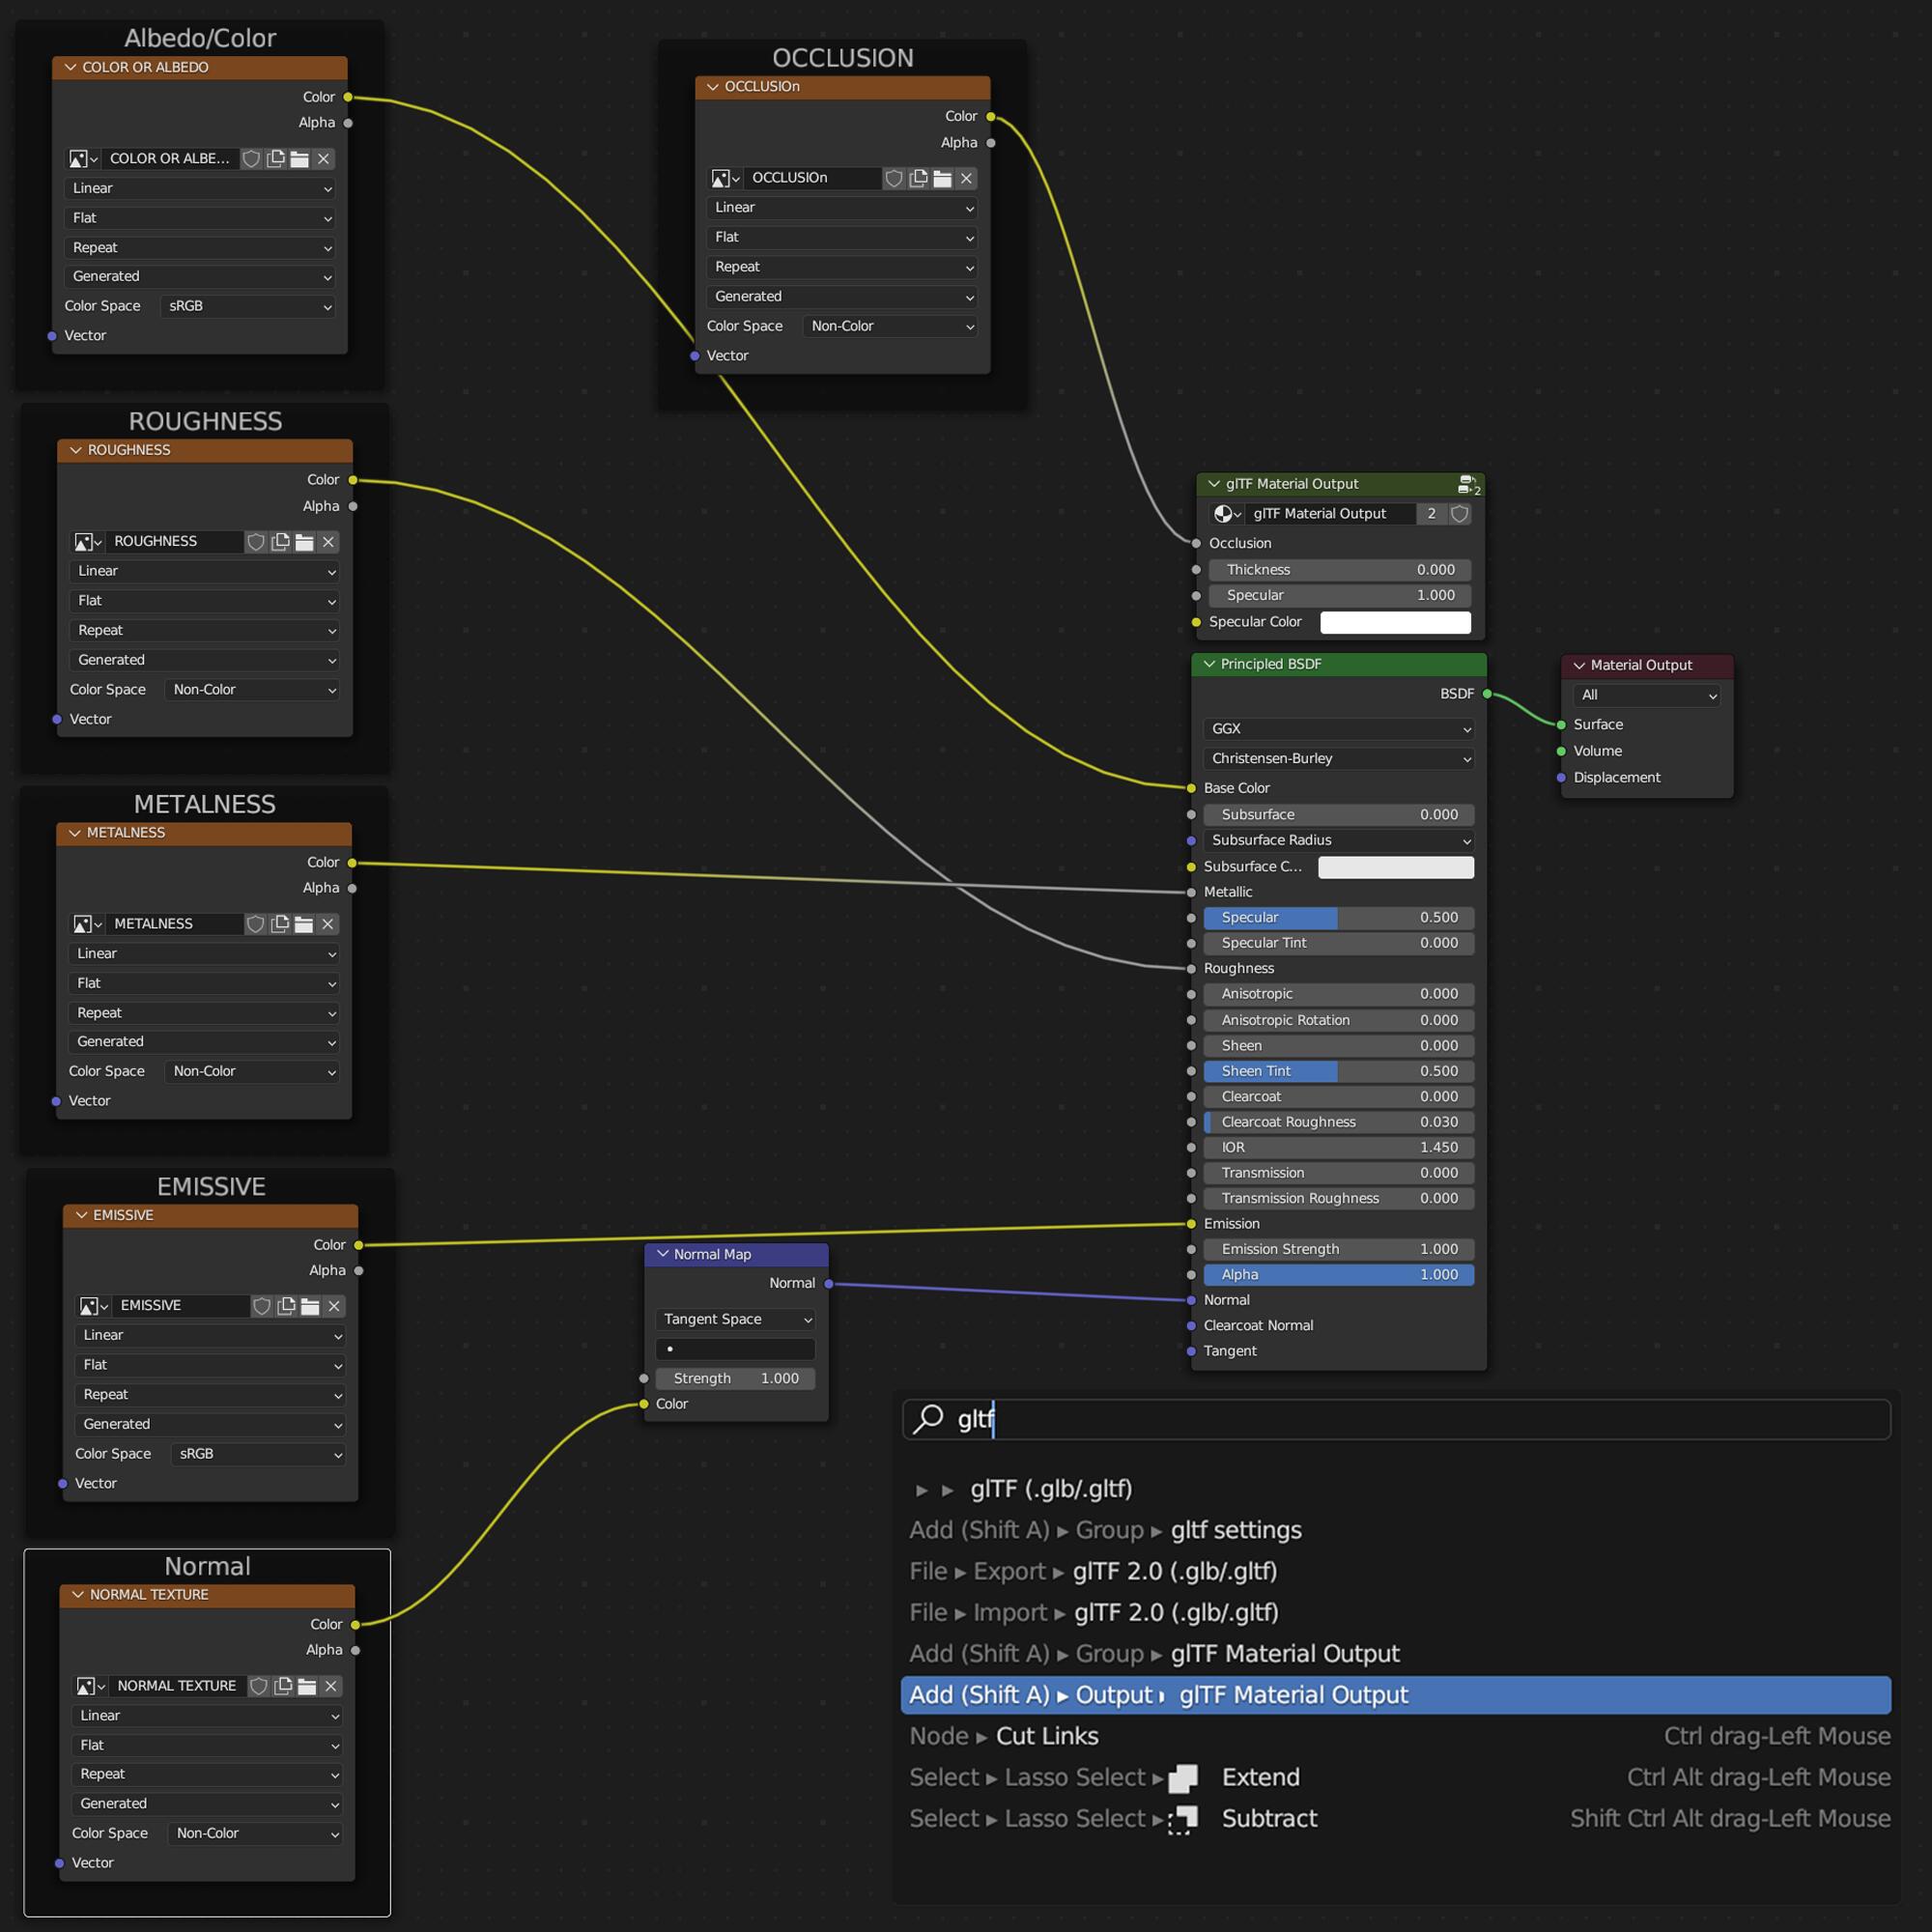 Albedo/Color
COLOR OR ALBEDO
Color
Alpha
COLOR OR ALBE...
Linear
Flat
Repeat
Generated
Color Space sRGB
Vector
OCCLUSION
OCCLUSIOn
Color
Alpha
OCCLUSIOn
Linear
Flat
Repeat
Generated
Color Space Non-Color
Vector
ROUGHNESS
ROUGHNESS
Color
Alpha
ROUGHNESS
Linear
Flat
Repeat
Generated
Color Space Non-Color
Vector
METALNESS
METALNESS
Color
Alpha
METALNESS
Linear
Flat
Repeat
Generated
Color Space Non-Color
Vector
EMISSIVE
EMISSIVE
Color
Alpha
EMISSIVE
Linear
Flat
Repeat
Generated
Color Space sRGB
Vector
Normal
NORMAL TEXTURE
Color
Alpha
NORMAL TEXTURE
Linear
Flat
Repeat
Generated
Color Space Non-Color
Vector
Normal Map
Normal
Tangent Space
Strength 1.000
Color
glTF Material Output 2
glTF Material Output 2
Occlusion
Thickness 0.000
Specular 1.000
Specular Color
Principled BSDF
BSDF
GGX
Christensen-Burley
Base Color
Subsurface 0.000
Subsurface Radius
Subsurface C...
Metallic
Specular 0.500
Specular Tint 0.000
Roughness
Anisotropic 0.000
Anisotropic Rotation 0.000
Sheen 0.000
Sheen Tint 0.500
Clearcoat 0.000
Clearcoat Roughness 0.030
IOR 1.450
Transmission 0.000
Transmission Roughness 0.000
Emission
Emission Strength 1.000
Alpha 1.000
Normal
Clearcoat Normal
Tangent
Material Output
All
Surface
Volume
Displacement
gltf
▸ ▸ glTF (.glb/.gltf)
Add (Shift A) ▸ Group ▸ gltf settings
File ▸ Export ▸ glTF 2.0 (.glb/.gltf)
File ▸ Import ▸ glTF 2.0 (.glb/.gltf)
Add (Shift A) ▸ Group ▸ glTF Material Output
Add (Shift A) ▸ Output ▸ glTF Material Output
Node ▸ Cut Links Ctrl drag-Left Mouse
Select ▸ Lasso Select ▸ Extend Ctrl Alt drag-Left Mouse
Select ▸ Lasso Select ▸ Subtract Shift Ctrl Alt drag-Left Mouse